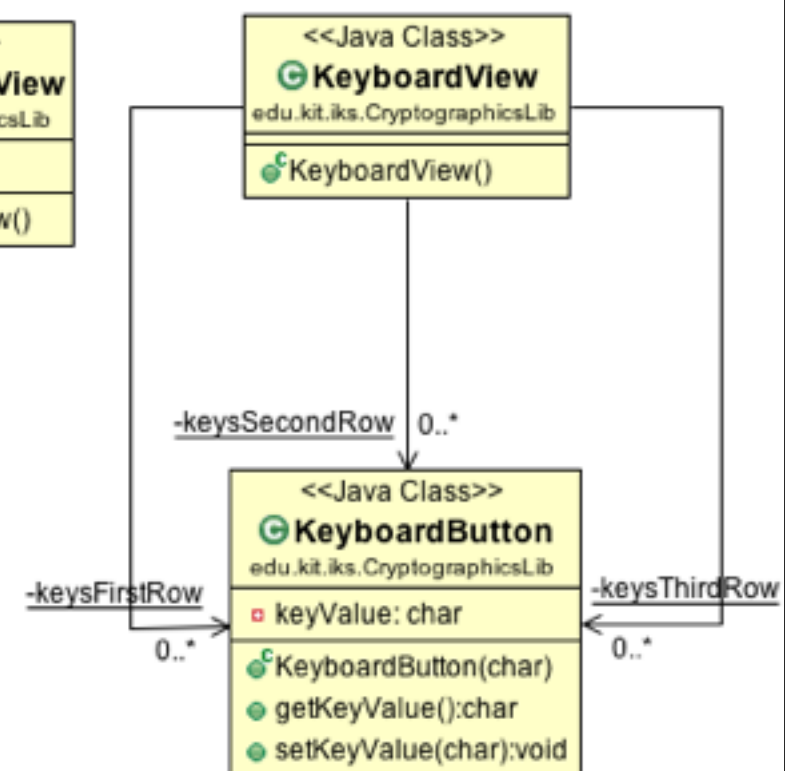 View
csLib
w()
<<Java Class>>
KeyboardView
edu.kit.iks.CryptographicsLib
KeyboardView()
-keysSecondRow 0..*
<<Java Class>>
KeyboardButton
edu.kit.iks.CryptographicsLib
-keysFirstRow
0..*
keyValue: char
KeyboardButton(char)
getKeyValue():char
setKeyValue(char):void
-keysThirdRow
0..*